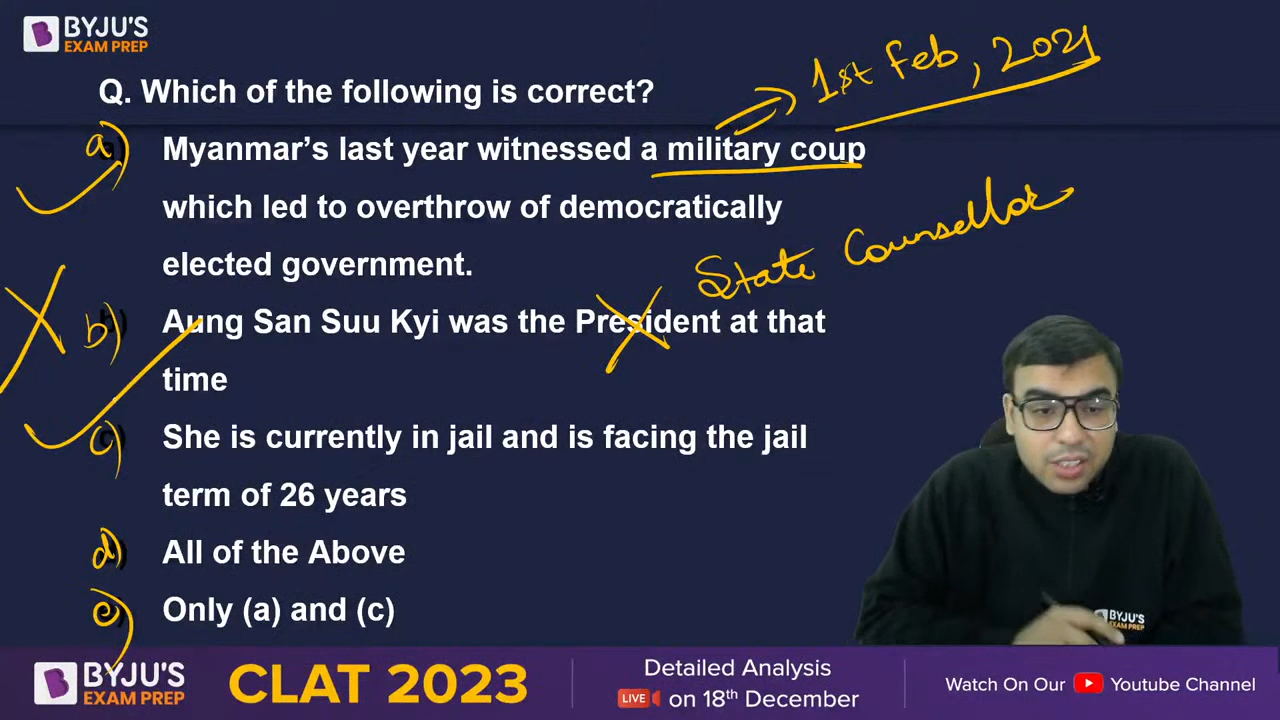 BYJU'S
EXAM PREP
1st Feb, 2021
Q. Which of the following is correct?
a) Myanmar's last year witnessed a military coup
which led to overthrow of democratically
elected government.
State Counsellor
b) Aung San Suu Kyi was the President at that
time
c) She is currently in jail and is facing the jail
term of 26 years
d) All of the Above
e) Only (a) and (c)
BYJU'S
EXAM PREP
BYJU'S
EXAM PREP
CLAT 2023
Detailed Analysis
LIVE on 18th December
Watch On Our Youtube Channel